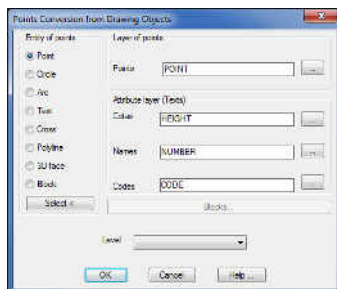 Points Conversion from Drawing Objects
Entity of points
Point
Circle
Arc
Text
Cross
Polyline
3D face
Block
Select <
Layer of points
Points
POINT
...
Attribute layer (Texts)
Cotes
HEIGHT
...
Names
NUMBER
...
Codes
CODE
...
Blocks...
Level
OK
Cancel
Help...